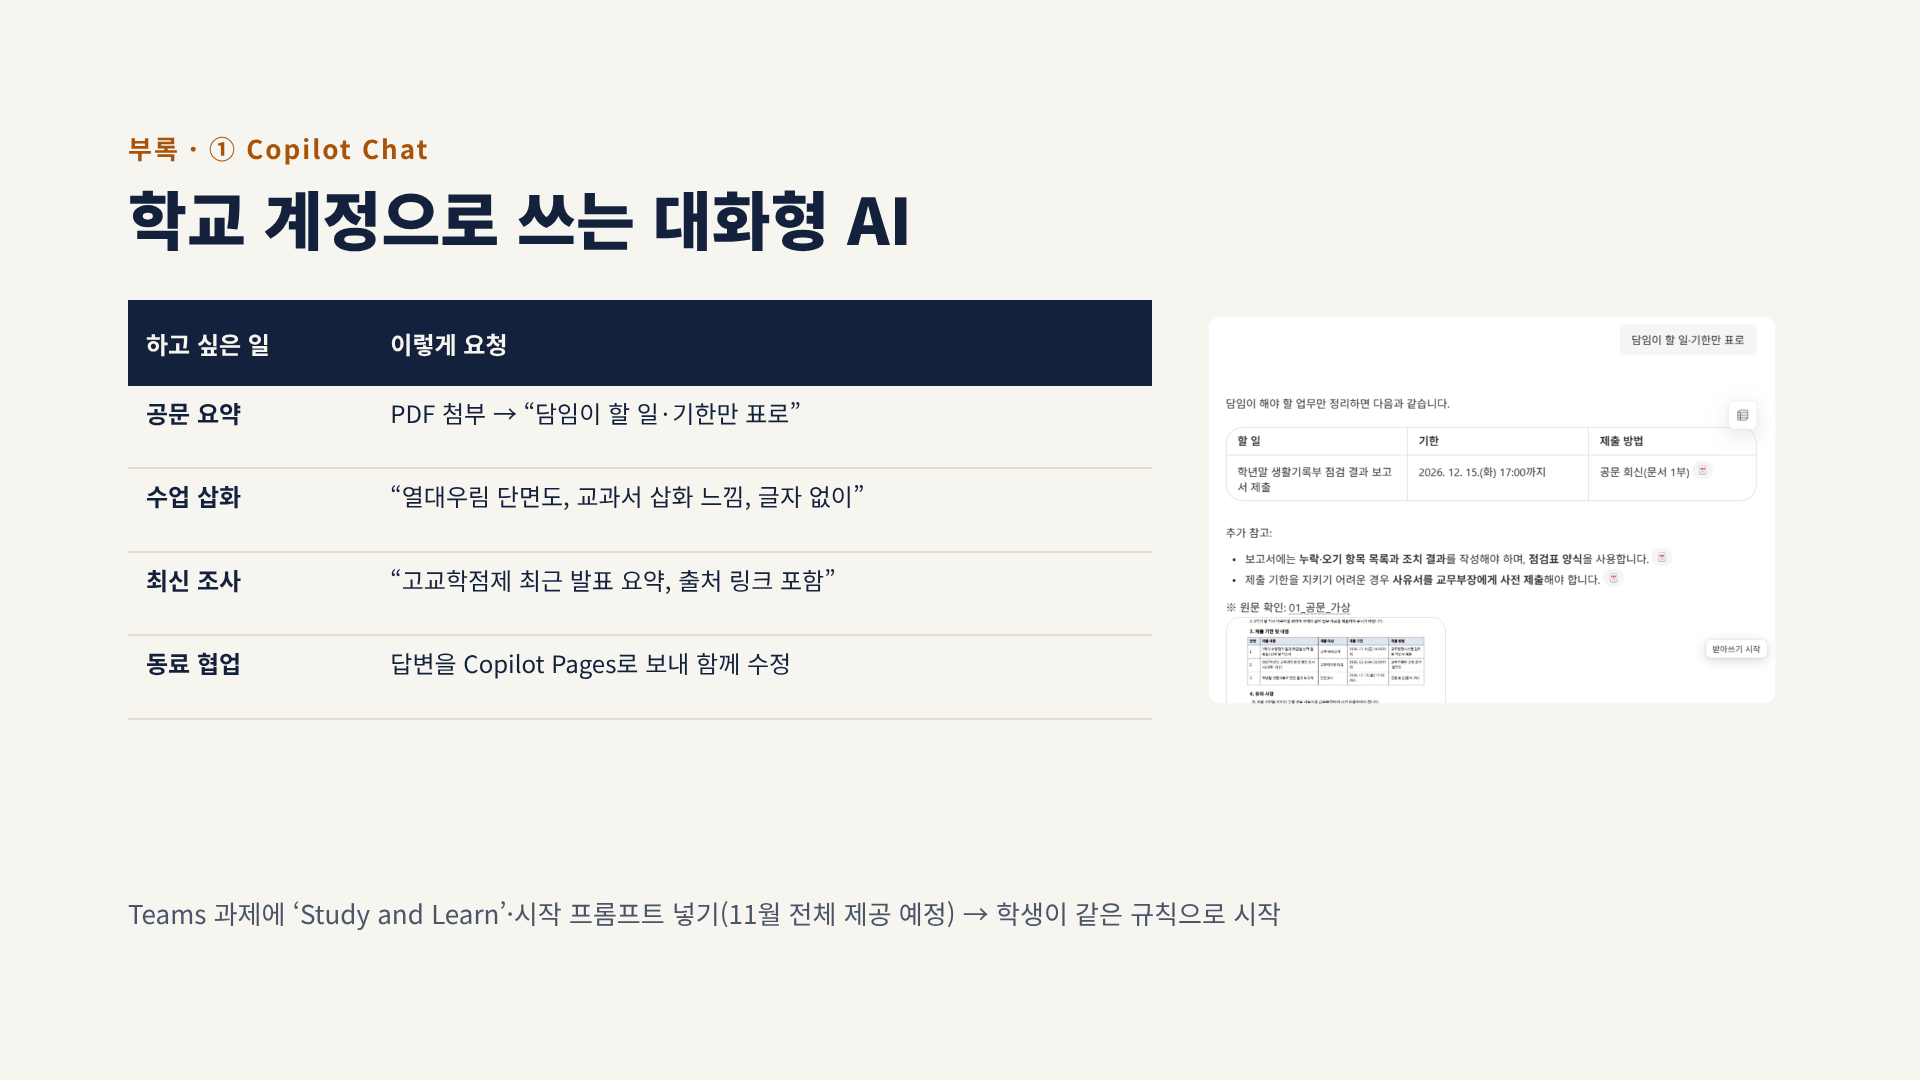 부록 · ① Copilot Chat
학교 계정으로 쓰는 대화형 AI
하고 싶은 일 이렇게 요청
공문 요약 PDF 첨부 → “담임이 할 일·기한만 표로”
수업 삽화 “열대우림 단면도, 교과서 삽화 느낌, 글자 없이”
최신 조사 “고교학점제 최근 발표 요약, 출처 링크 포함”
동료 협업 답변을 Copilot Pages로 보내 함께 수정
담임이 할 일·기한만 표로
담임이 해야 할 업무만 정리하면 다음과 같습니다.
할 일 기한 제출 방법
학년말 생활기록부 점검 결과 보고 2026. 12. 15.(화) 17:00까지 공문 회신(문서 1부)
서 제출
추가 참고:
• 보고서에는 누락·오기 항목 목록과 조치 결과를 작성해야 하며, 점검표 양식을 사용합니다.
• 제출 기한을 지키기 어려운 경우 사유서를 교무부장에게 사전 제출해야 합니다.
※ 원문 확인: 01_공문_가상
3. 제출 기한 및 내용
4. 유의 사항
받아쓰기 시작
Teams 과제에 ‘Study and Learn’·시작 프롬프트 넣기(11월 전체 제공 예정) → 학생이 같은 규칙으로 시작